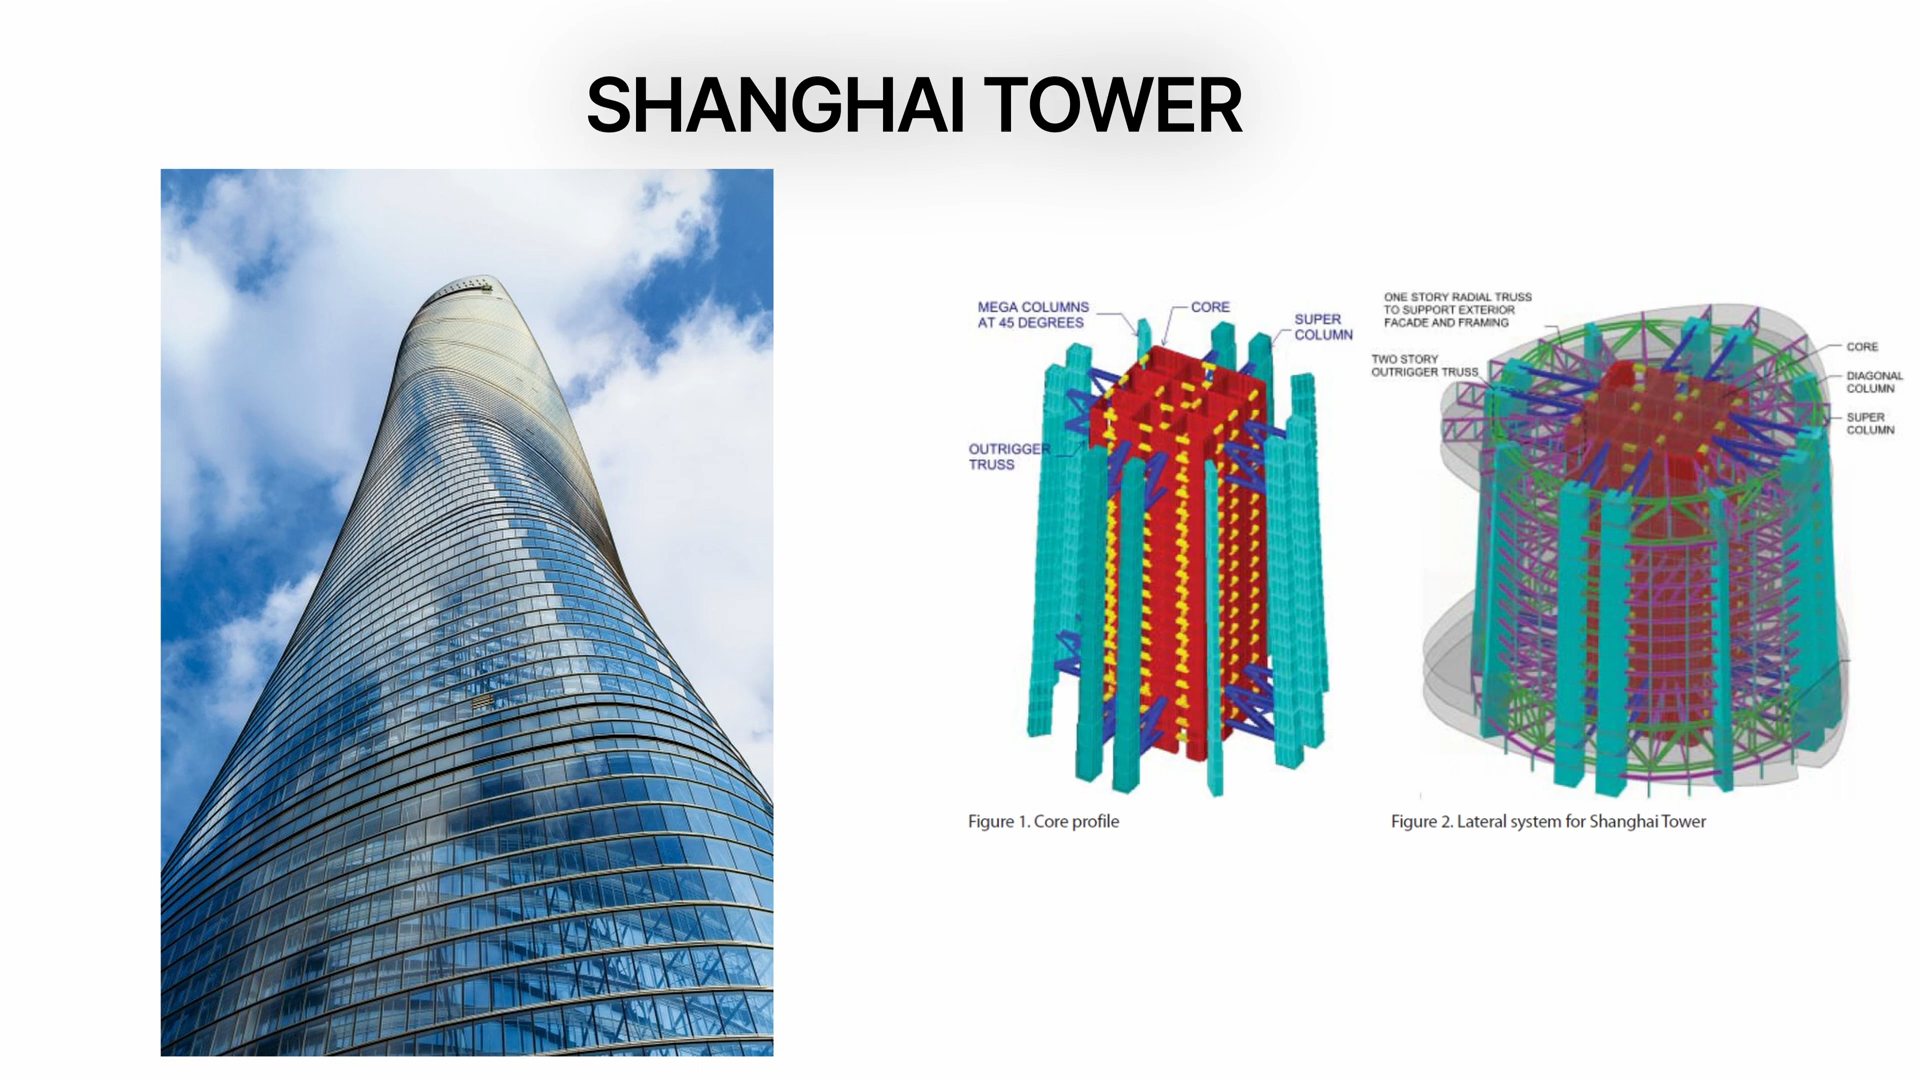 SHANGHAI TOWER
MEGA COLUMNS
AT 45 DEGREES
CORE
SUPER
COLUMN
OUTRIGGER
TRUSS
Figure 1. Core profile
ONE STORY RADIAL TRUSS
TO SUPPORT EXTERIOR
FACADE AND FRAMING
TWO STORY
OUTRIGGER TRUSS
CORE
DIAGONAL
COLUMN
SUPER
COLUMN
Figure 2. Lateral system for Shanghai Tower